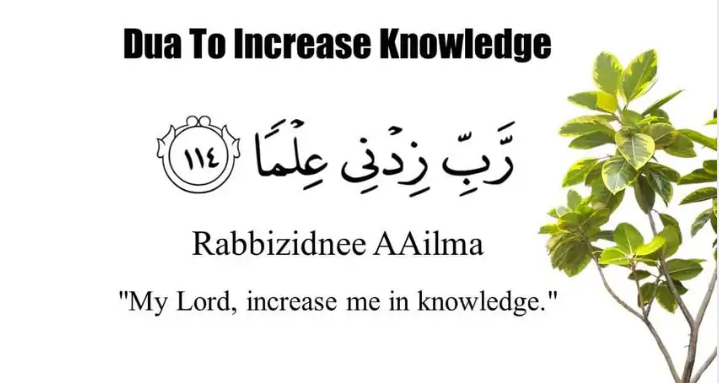 Dua To Increase Knowledge
رَّبِّ زِدْنِى عِلْمًا ١١٤
Rabbizidnee AAilma
"My Lord, increase me in knowledge."